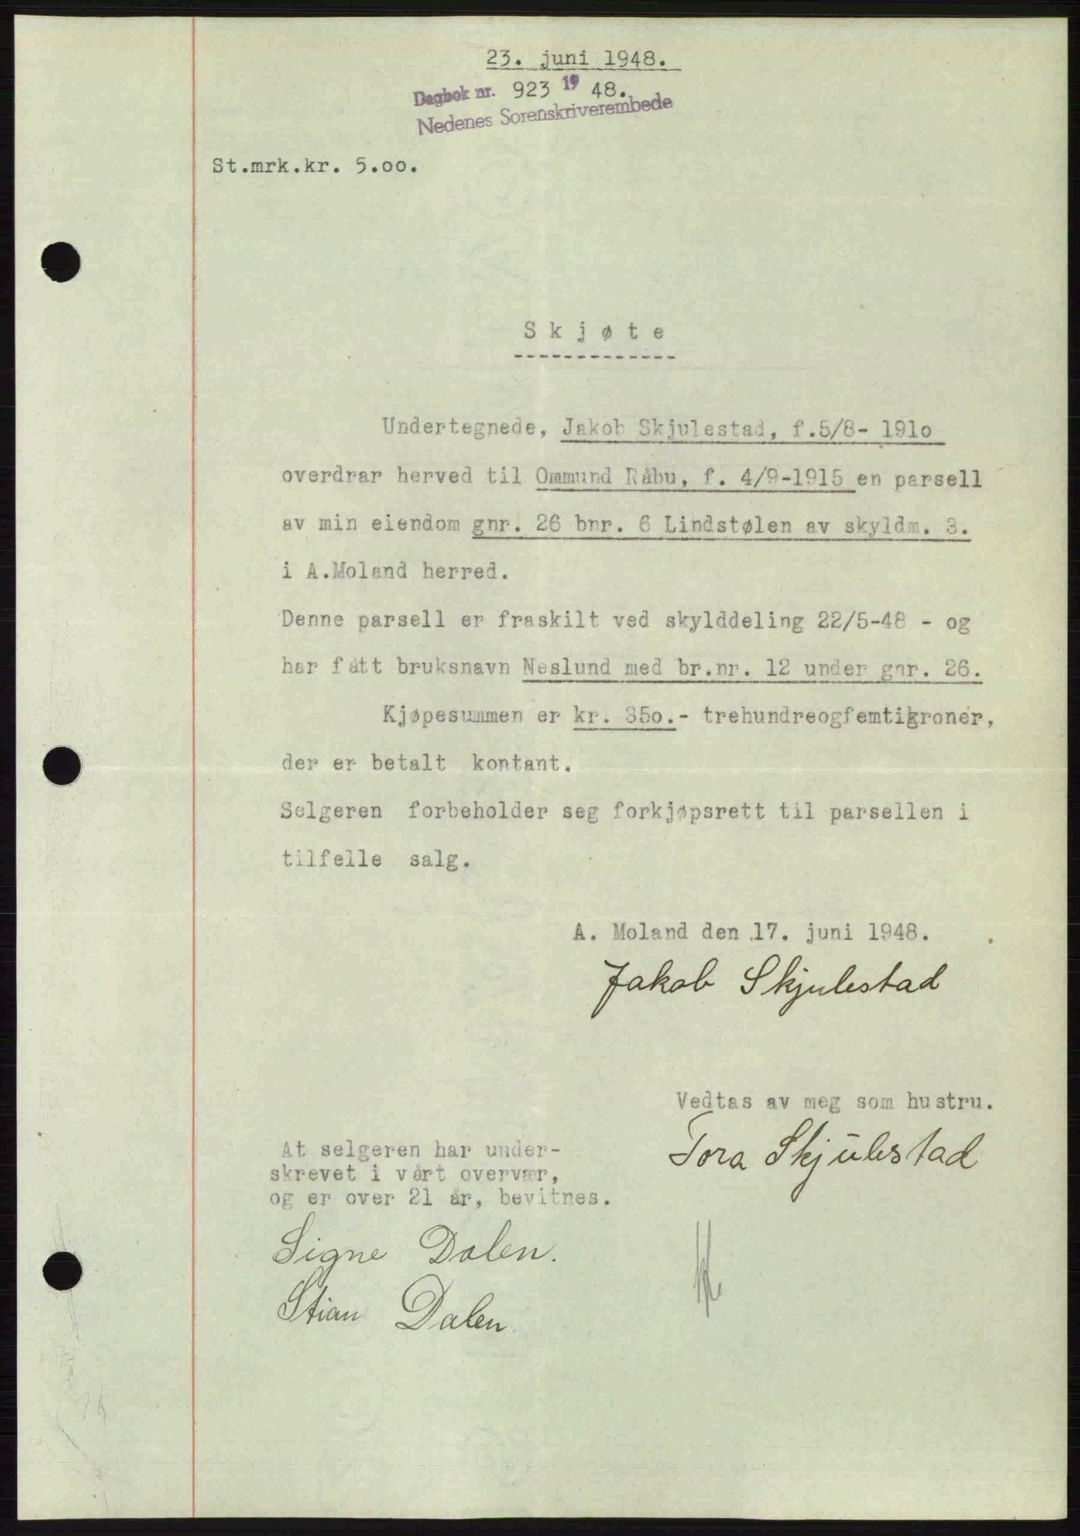 23. juni 1948.
Dagbok nr. 923 19 48.
Nedenes Sorenskriverembede
St.mrk.kr. 5.oo.
S k j ø t e
-------------
Undertegnede, Jakob Skjulestad, f.5/8- 191o
overdrar herved til Ommund Råbu, f. 4/9-1915 en parsell
av min eiendom gnr. 26 bnr. 6 Lindstølen av skyldm. 3.
i A.Moland herred.
Denne parsell er fraskilt ved skylddeling 22/5-48 - og
har fått bruksnavn Neslund med br.nr. 12 under gnr. 26.
Kjøpesummen er kr. 35o.- trehundreogfemtikroner,
der er betalt kontant.
Selgeren forbeholder seg forkjøpsrett til parsellen i
tilfelle salg.
A. Moland den 17. juni 1948.
Jakob Skjulestad
Vedtas av meg som hustru.
Tora Skjulestad
At selgeren har under-
skrevet i vårt overvær,
og er over 21 år, bevitnes.
Signe Dalen.
Stian Dalen